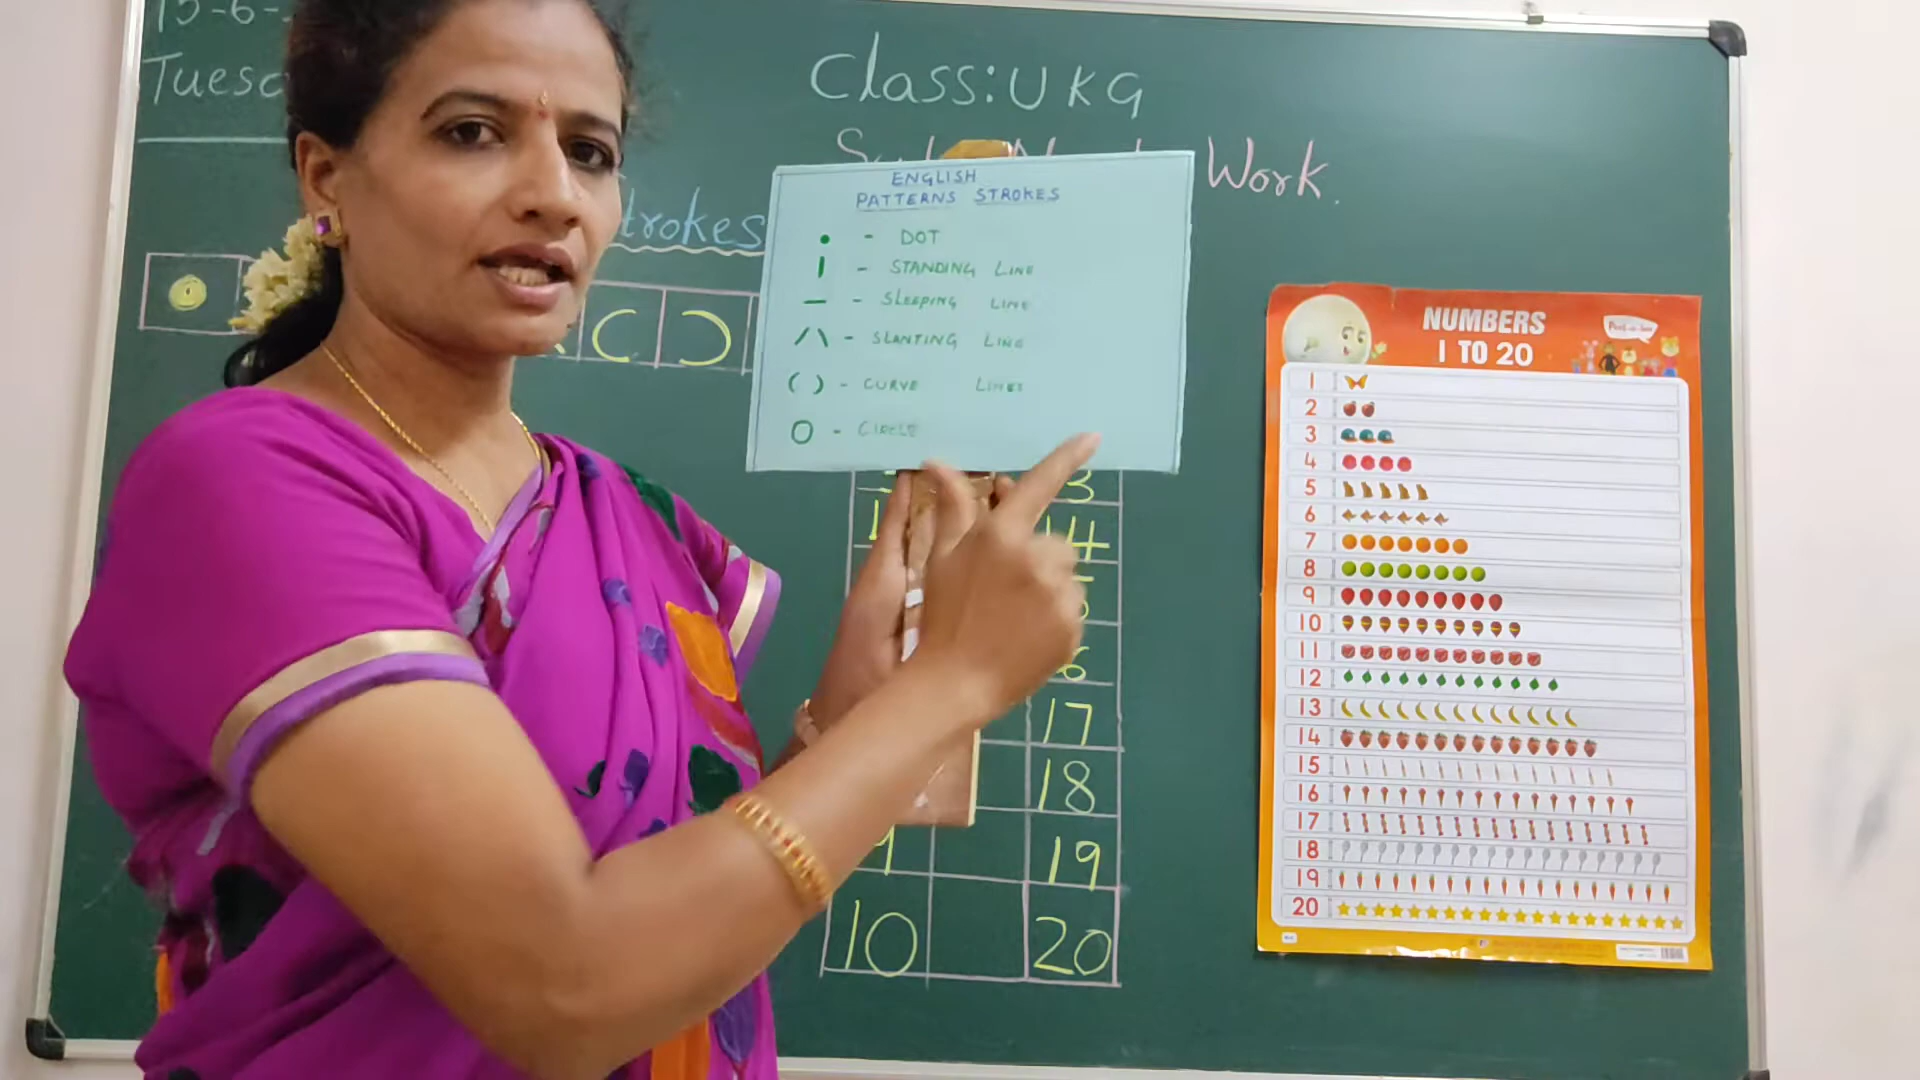 15-6-
Tuesd
Class: UKG
Work.
trokes
ENGLISH
PATTERNS STROKES
- DOT
- STANDING LINE
- SLEEPING LINE
- SLANTING LINE
- CURVE LINES
- CIRCLE
14
17
18
9 19
10 20
NUMBERS
1 TO 20
1
2
3
4
5
6
7
8
9
10
11
12
13
14
15
16
17
18
19
20